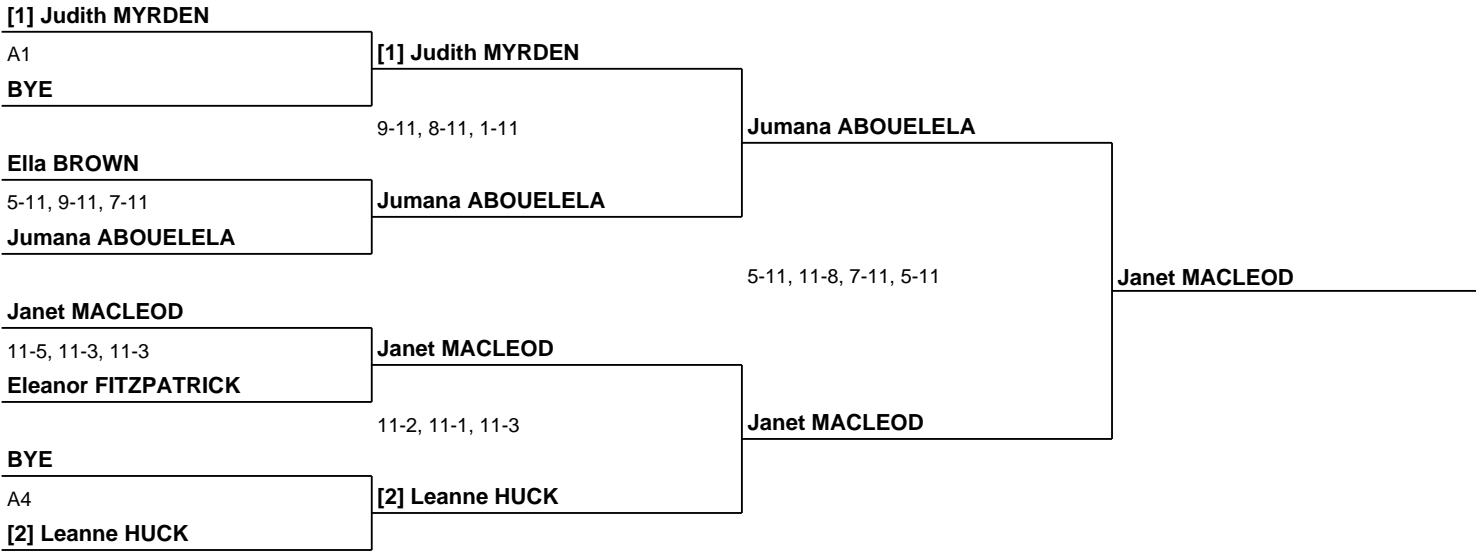 [1] Judith MYRDEN
A1
BYE
[1] Judith MYRDEN
9-11, 8-11, 1-11
Ella BROWN
5-11, 9-11, 7-11
Jumana ABOUELELA
Jumana ABOUELELA
Jumana ABOUELELA
5-11, 11-8, 7-11, 5-11
Janet MACLEOD
Janet MACLEOD
11-5, 11-3, 11-3
Eleanor FITZPATRICK
Janet MACLEOD
11-2, 11-1, 11-3
Janet MACLEOD
BYE
A4
[2] Leanne HUCK
[2] Leanne HUCK